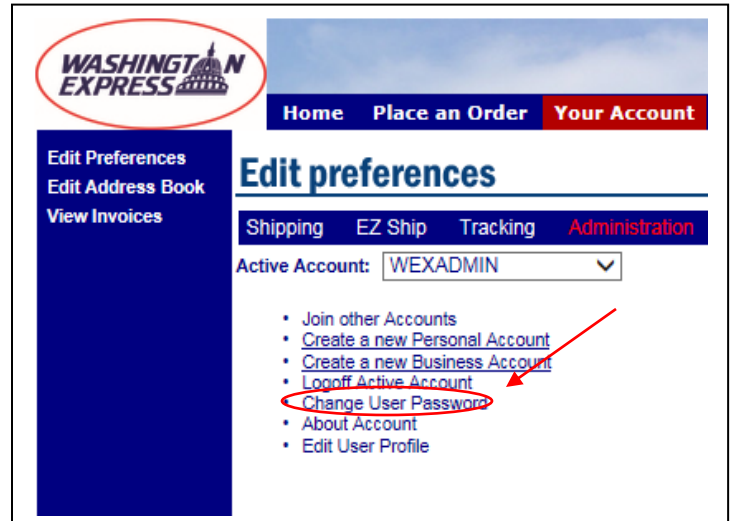 WASHINGTON
EXPRESS
Home Place an Order Your Account
Edit Preferences
Edit Address Book
View Invoices
Edit preferences
Shipping EZ Ship Tracking Administration
Active Account: WEXADMIN
• Join other Accounts
• Create a new Personal Account
• Create a new Business Account
• Logoff Active Account
• Change User Password
• About Account
• Edit User Profile